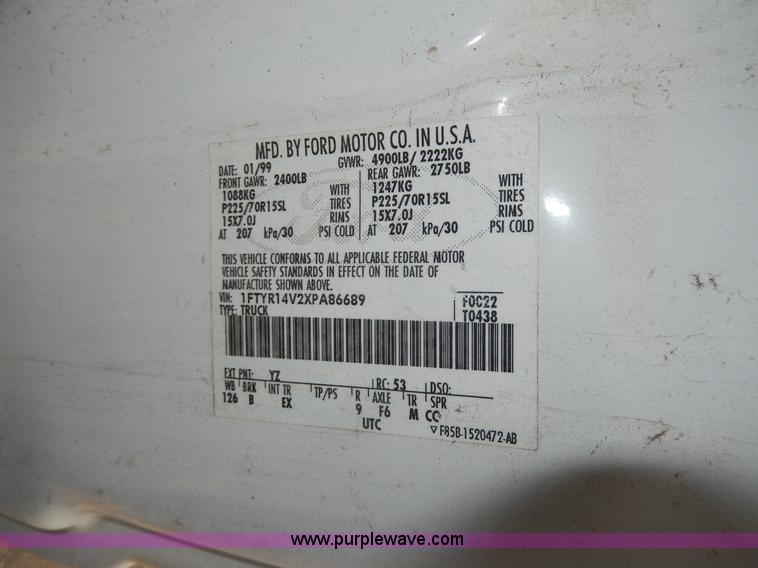 MFD. BY FORD MOTOR CO. IN U.S.A.
DATE: 01/99 GVWR: 4900LB/ 2222KG
FRONT GAWR: 2400LB REAR GAWR: 2750LB
1088KG WITH 1247KG WITH
P225/70R15SL TIRES P225/70R15SL TIRES
15X7.0J RIMS 15X7.0J RIMS
AT 207 kPa/30 PSI COLD AT 207 kPa/30 PSI COLD
THIS VEHICLE CONFORMS TO ALL APPLICABLE FEDERAL MOTOR
VEHICLE SAFETY STANDARDS IN EFFECT ON THE DATE OF
MANUFACTURE SHOWN ABOVE.
VIN: 1FTYR14V2XPA86689 F0022
TYPE: TRUCK T0438
EXT PNT: YZ RC: 53 DSO:
WB BRK INT TR TP/PS R AXLE TR SPR
126 B EX 9 F6 M CC
UTC ▽ F85B-1520472-AB
www.purplewave.com